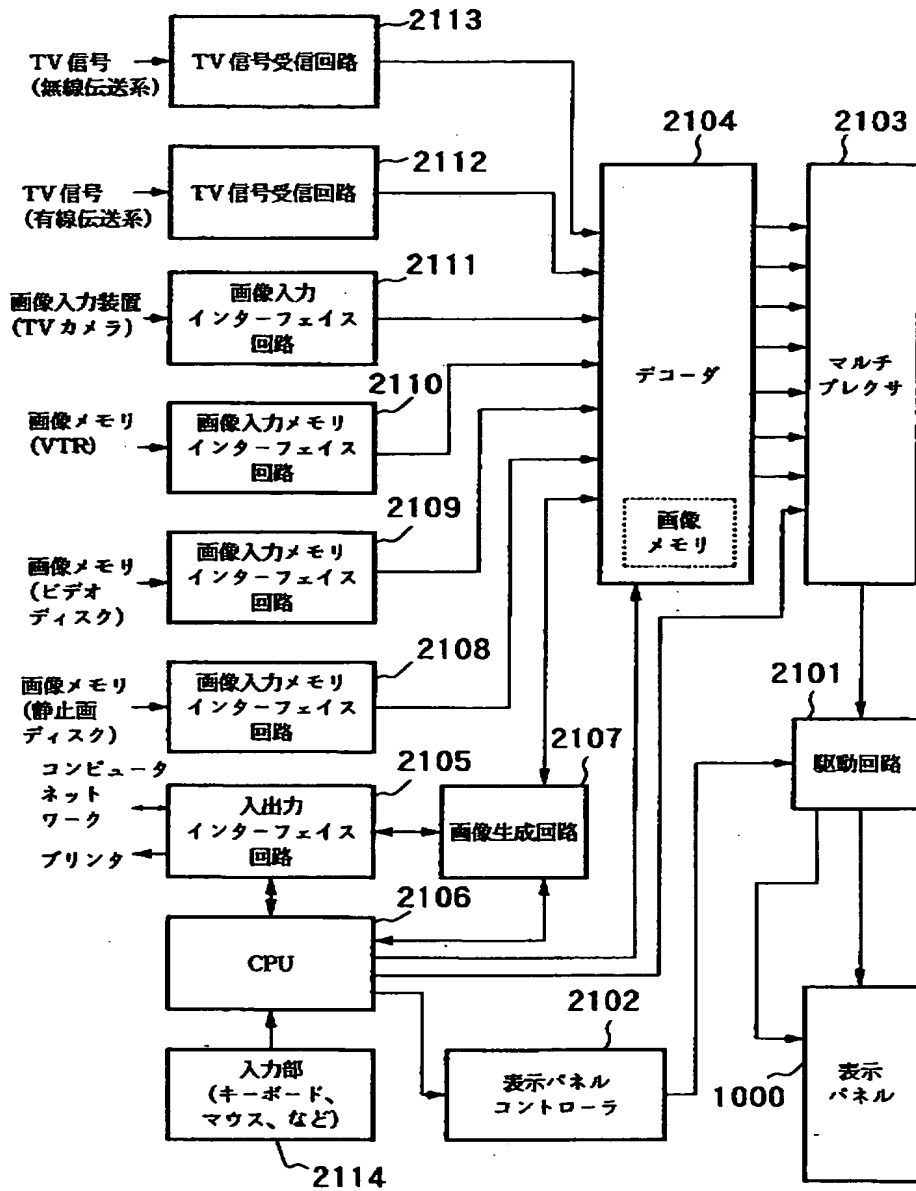 2113
TV信号
(無線伝送系)
TV信号受信回路
2112
TV信号
(有線伝送系)
TV信号受信回路
2111
画像入力装置
(TVカメラ)
画像入力
インターフェイス
回路
2110
画像メモリ
(VTR)
画像入力メモリ
インターフェイス
回路
2109
画像メモリ
(ビデオ
ディスク)
画像入力メモリ
インターフェイス
回路
2108
画像メモリ
(静止画
ディスク)
画像入力メモリ
インターフェイス
回路
2105
コンピュータ
ネット
ワーク
プリンタ
入出力
インターフェイス
回路
2107
画像生成回路
2106
CPU
入力部
(キーボード、
マウス、など)
2114
2104
デコーダ
画像
メモリ
2103
マルチ
プレクサ
2101
駆動回路
2102
表示パネル
コントローラ
1000
表示
パネル